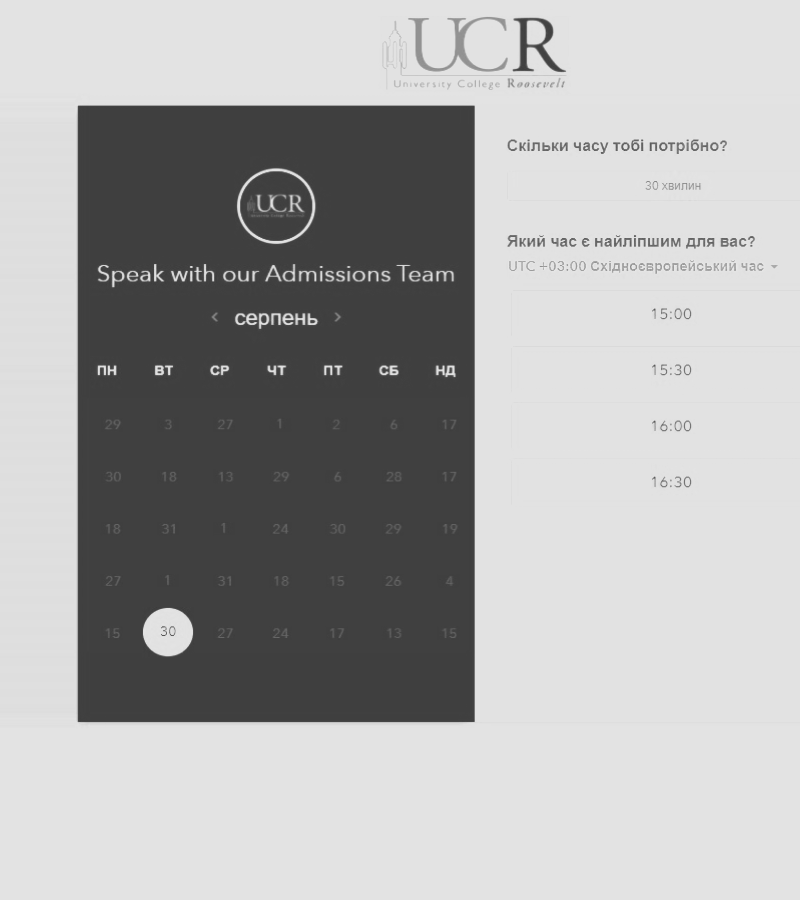 UCR
University College Roosevelt
UCR
University College Roosevelt
Speak with our Admissions Team
серпень
ПН ВТ СР ЧТ ПТ СБ НД
29 3 27 1 2 6 17
30 18 13 29 6 28 17
18 31 1 24 30 29 19
27 1 31 18 15 26 4
15 30 27 24 17 13 15
Скільки часу тобі потрібно?
30 хвилин
Який час є найліпшим для вас?
UTC +03:00 Східноєвропейський час
15:00
15:30
16:00
16:30